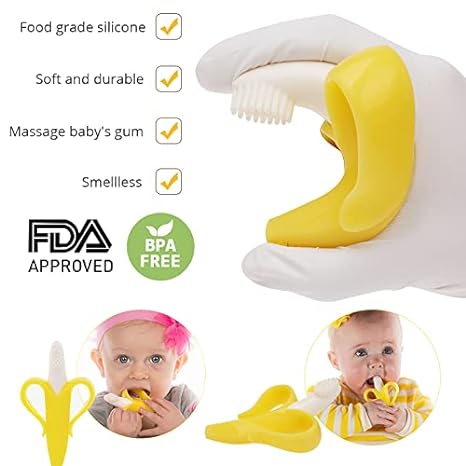 Food grade silicone
Soft and durable
Massage baby's gum
Smellless
FDA
APPROVED
BPA
FREE